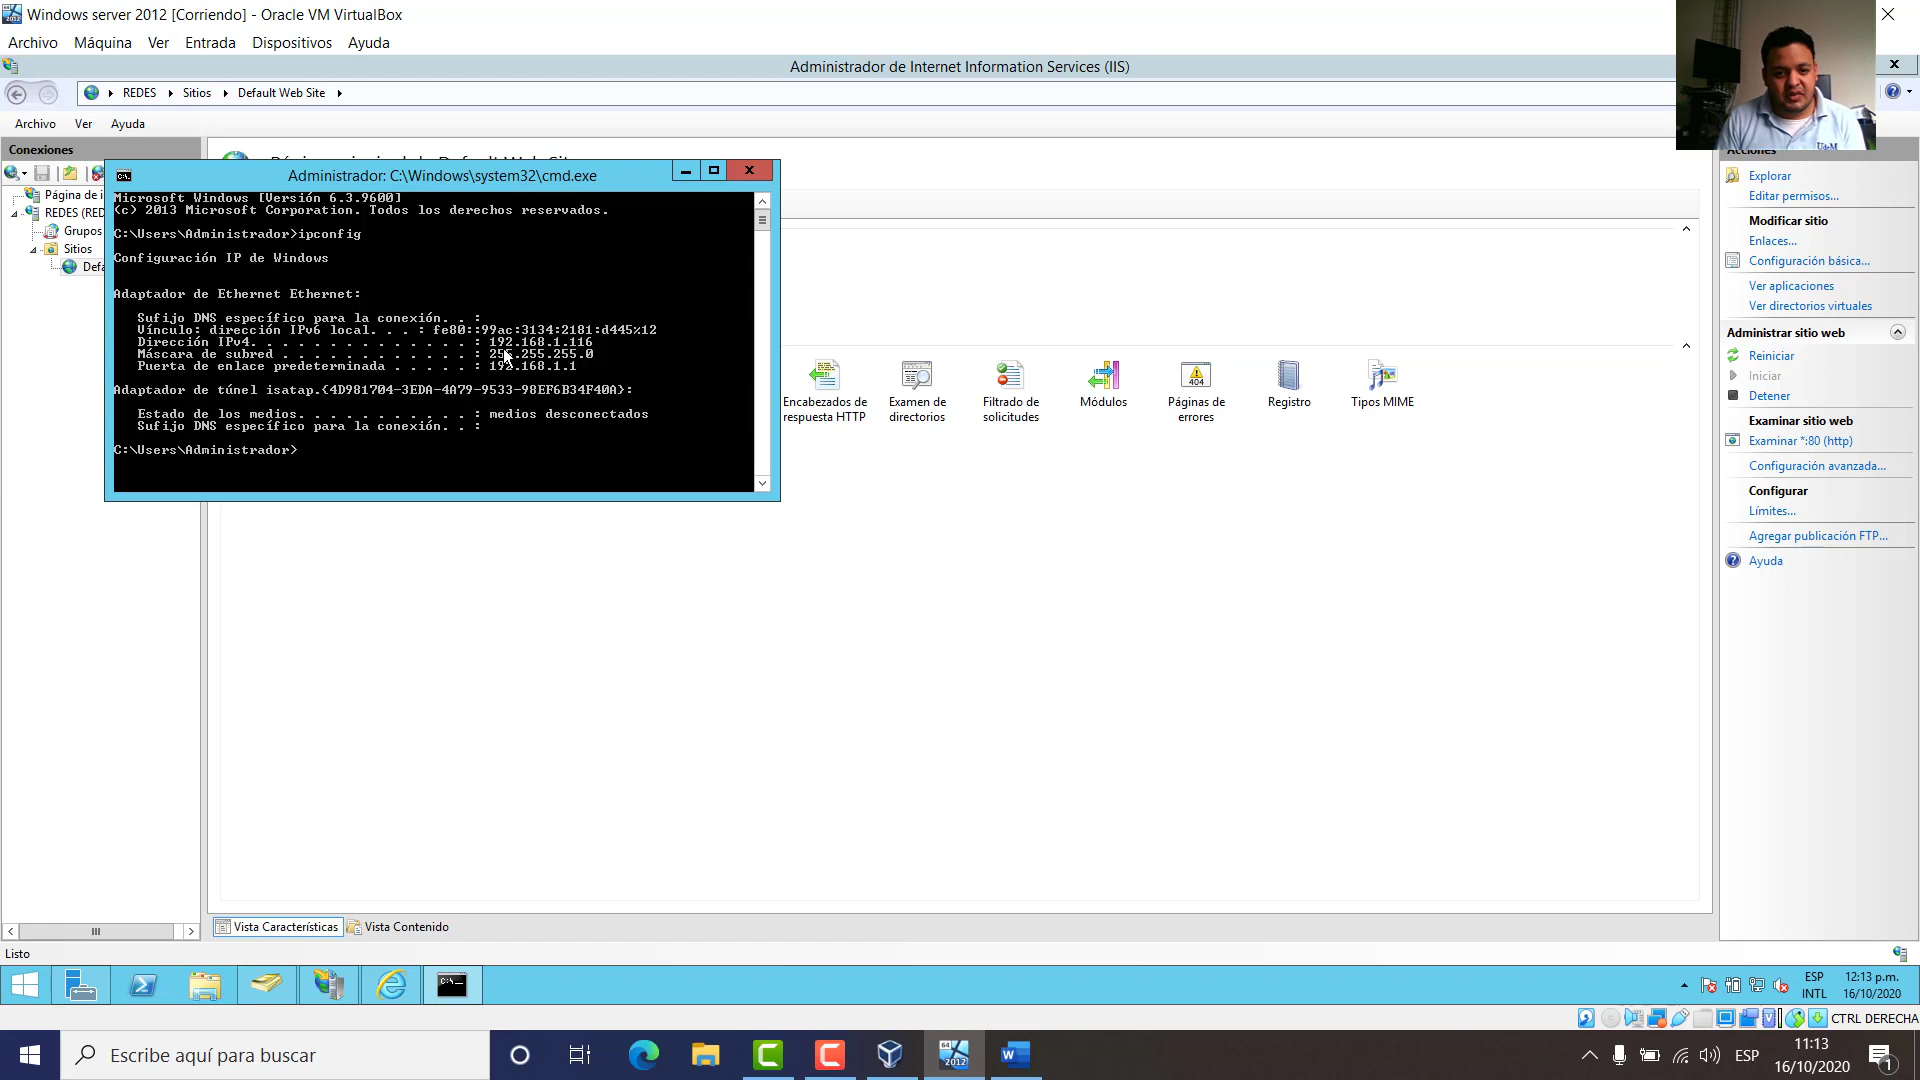 Windows server 2012 [Corriendo] - Oracle VM VirtualBox
Archivo Máquina Ver Entrada Dispositivos Ayuda
Administrador de Internet Information Services (IIS)
REDES Sitios Default Web Site
Archivo Ver Ayuda
Conexiones
Página de i
REDES (RED
Grupos
Sitios
Defa
Administrador: C:\Windows\system32\cmd.exe
Microsoft Windows [Versión 6.3.9600]
(c) 2013 Microsoft Corporation. Todos los derechos reservados.
C:\Users\Administrador>ipconfig
Configuración IP de Windows
Adaptador de Ethernet Ethernet:
Sufijo DNS específico para la conexión. . :
Vínculo: dirección IPv6 local. . . : fe80::99ac:3134:2181:d445%12
Dirección IPv4. . . . . . . . . . . . . . : 192.168.1.116
Máscara de subred . . . . . . . . . . . . : 255.255.255.0
Puerta de enlace predeterminada . . . . . : 192.168.1.1
Adaptador de túnel isatap.{4D981704-3EDA-4A79-9533-98EF6B34F40A}:
Estado de los medios. . . . . . . . . . . : medios desconectados
Sufijo DNS específico para la conexión. . :
C:\Users\Administrador>
Encabezados de respuesta HTTP
Examen de directorios
Filtrado de solicitudes
Módulos
404
Páginas de errores
Registro
Tipos MIME
UdeM
Acciones
Explorar
Editar permisos...
Modificar sitio
Enlaces...
Configuración básica...
Ver aplicaciones
Ver directorios virtuales
Administrar sitio web
Reiniciar
Iniciar
Detener
Examinar sitio web
Examinar *:80 (http)
Configuración avanzada...
Configurar
Límites...
Agregar publicación FTP...
Ayuda
Vista Características Vista Contenido
Listo
ESP
INTL
12:13 p.m.
16/10/2020
CTRL DERECHA
Escribe aquí para buscar
64
2012
ESP
11:13
16/10/2020
1